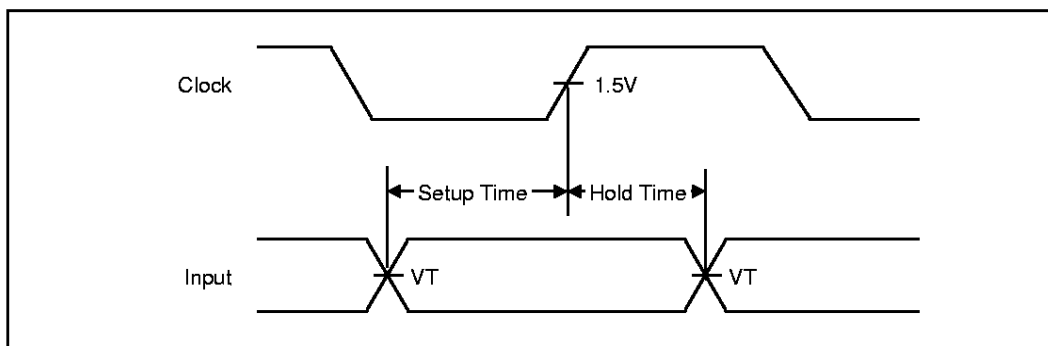 Clock
1.5V
Setup Time
Hold Time
Input
VT
VT